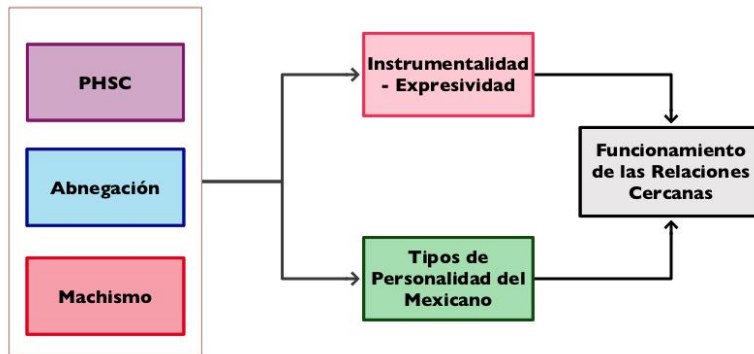 PHSC
Abnegación
Machismo
Instrumentalidad
- Expresividad
Tipos de
Personalidad del
Mexicano
Funcionamiento
de las Relaciones
Cercanas